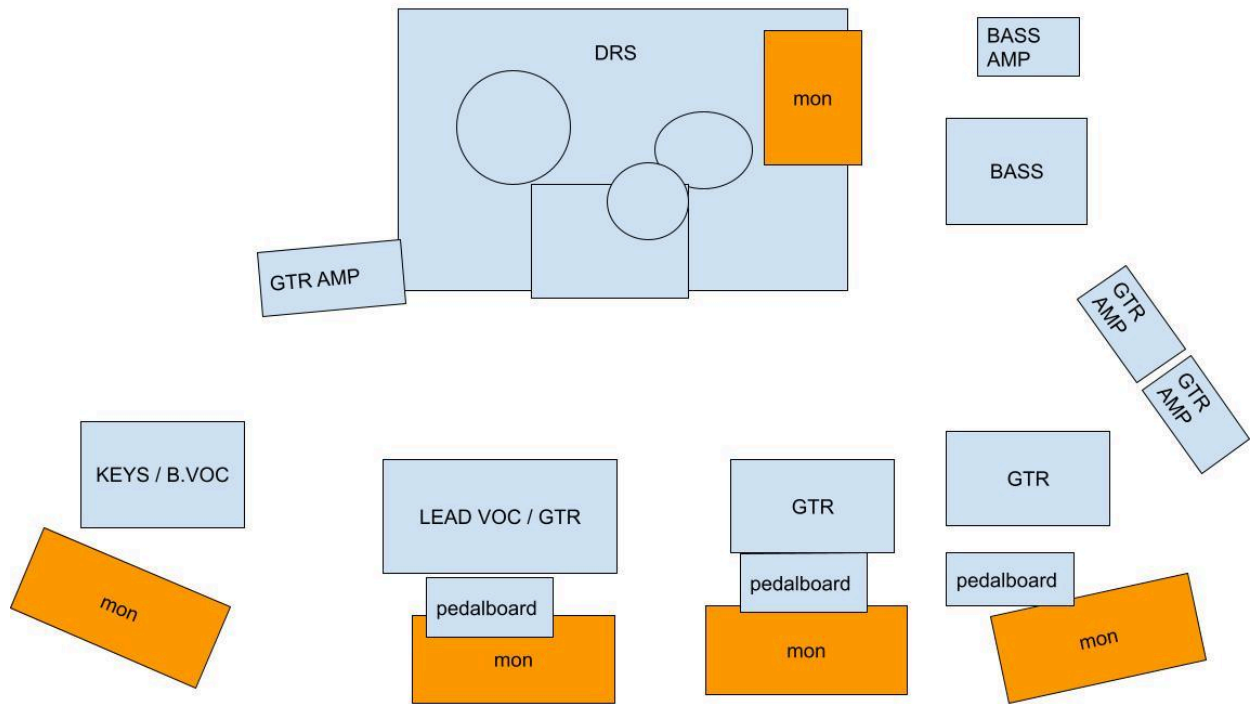 DRS
mon
BASS
AMP
BASS
GTR AMP
GTR
AMP
GTR
AMP
KEYS / B.VOC
LEAD VOC / GTR
GTR
GTR
pedalboard
pedalboard
pedalboard
mon
mon
mon
mon